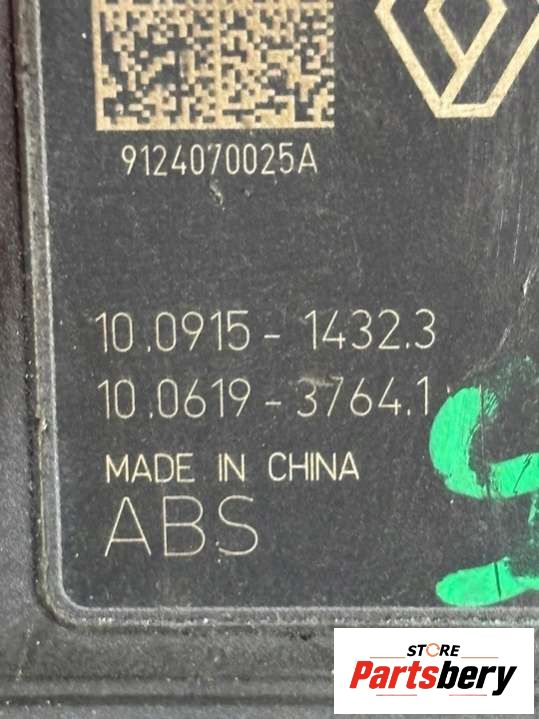 9124070025A
10.0915-1432.3
10.0619-3764.1
MADE IN CHINA
ABS
STORE
Partsbery